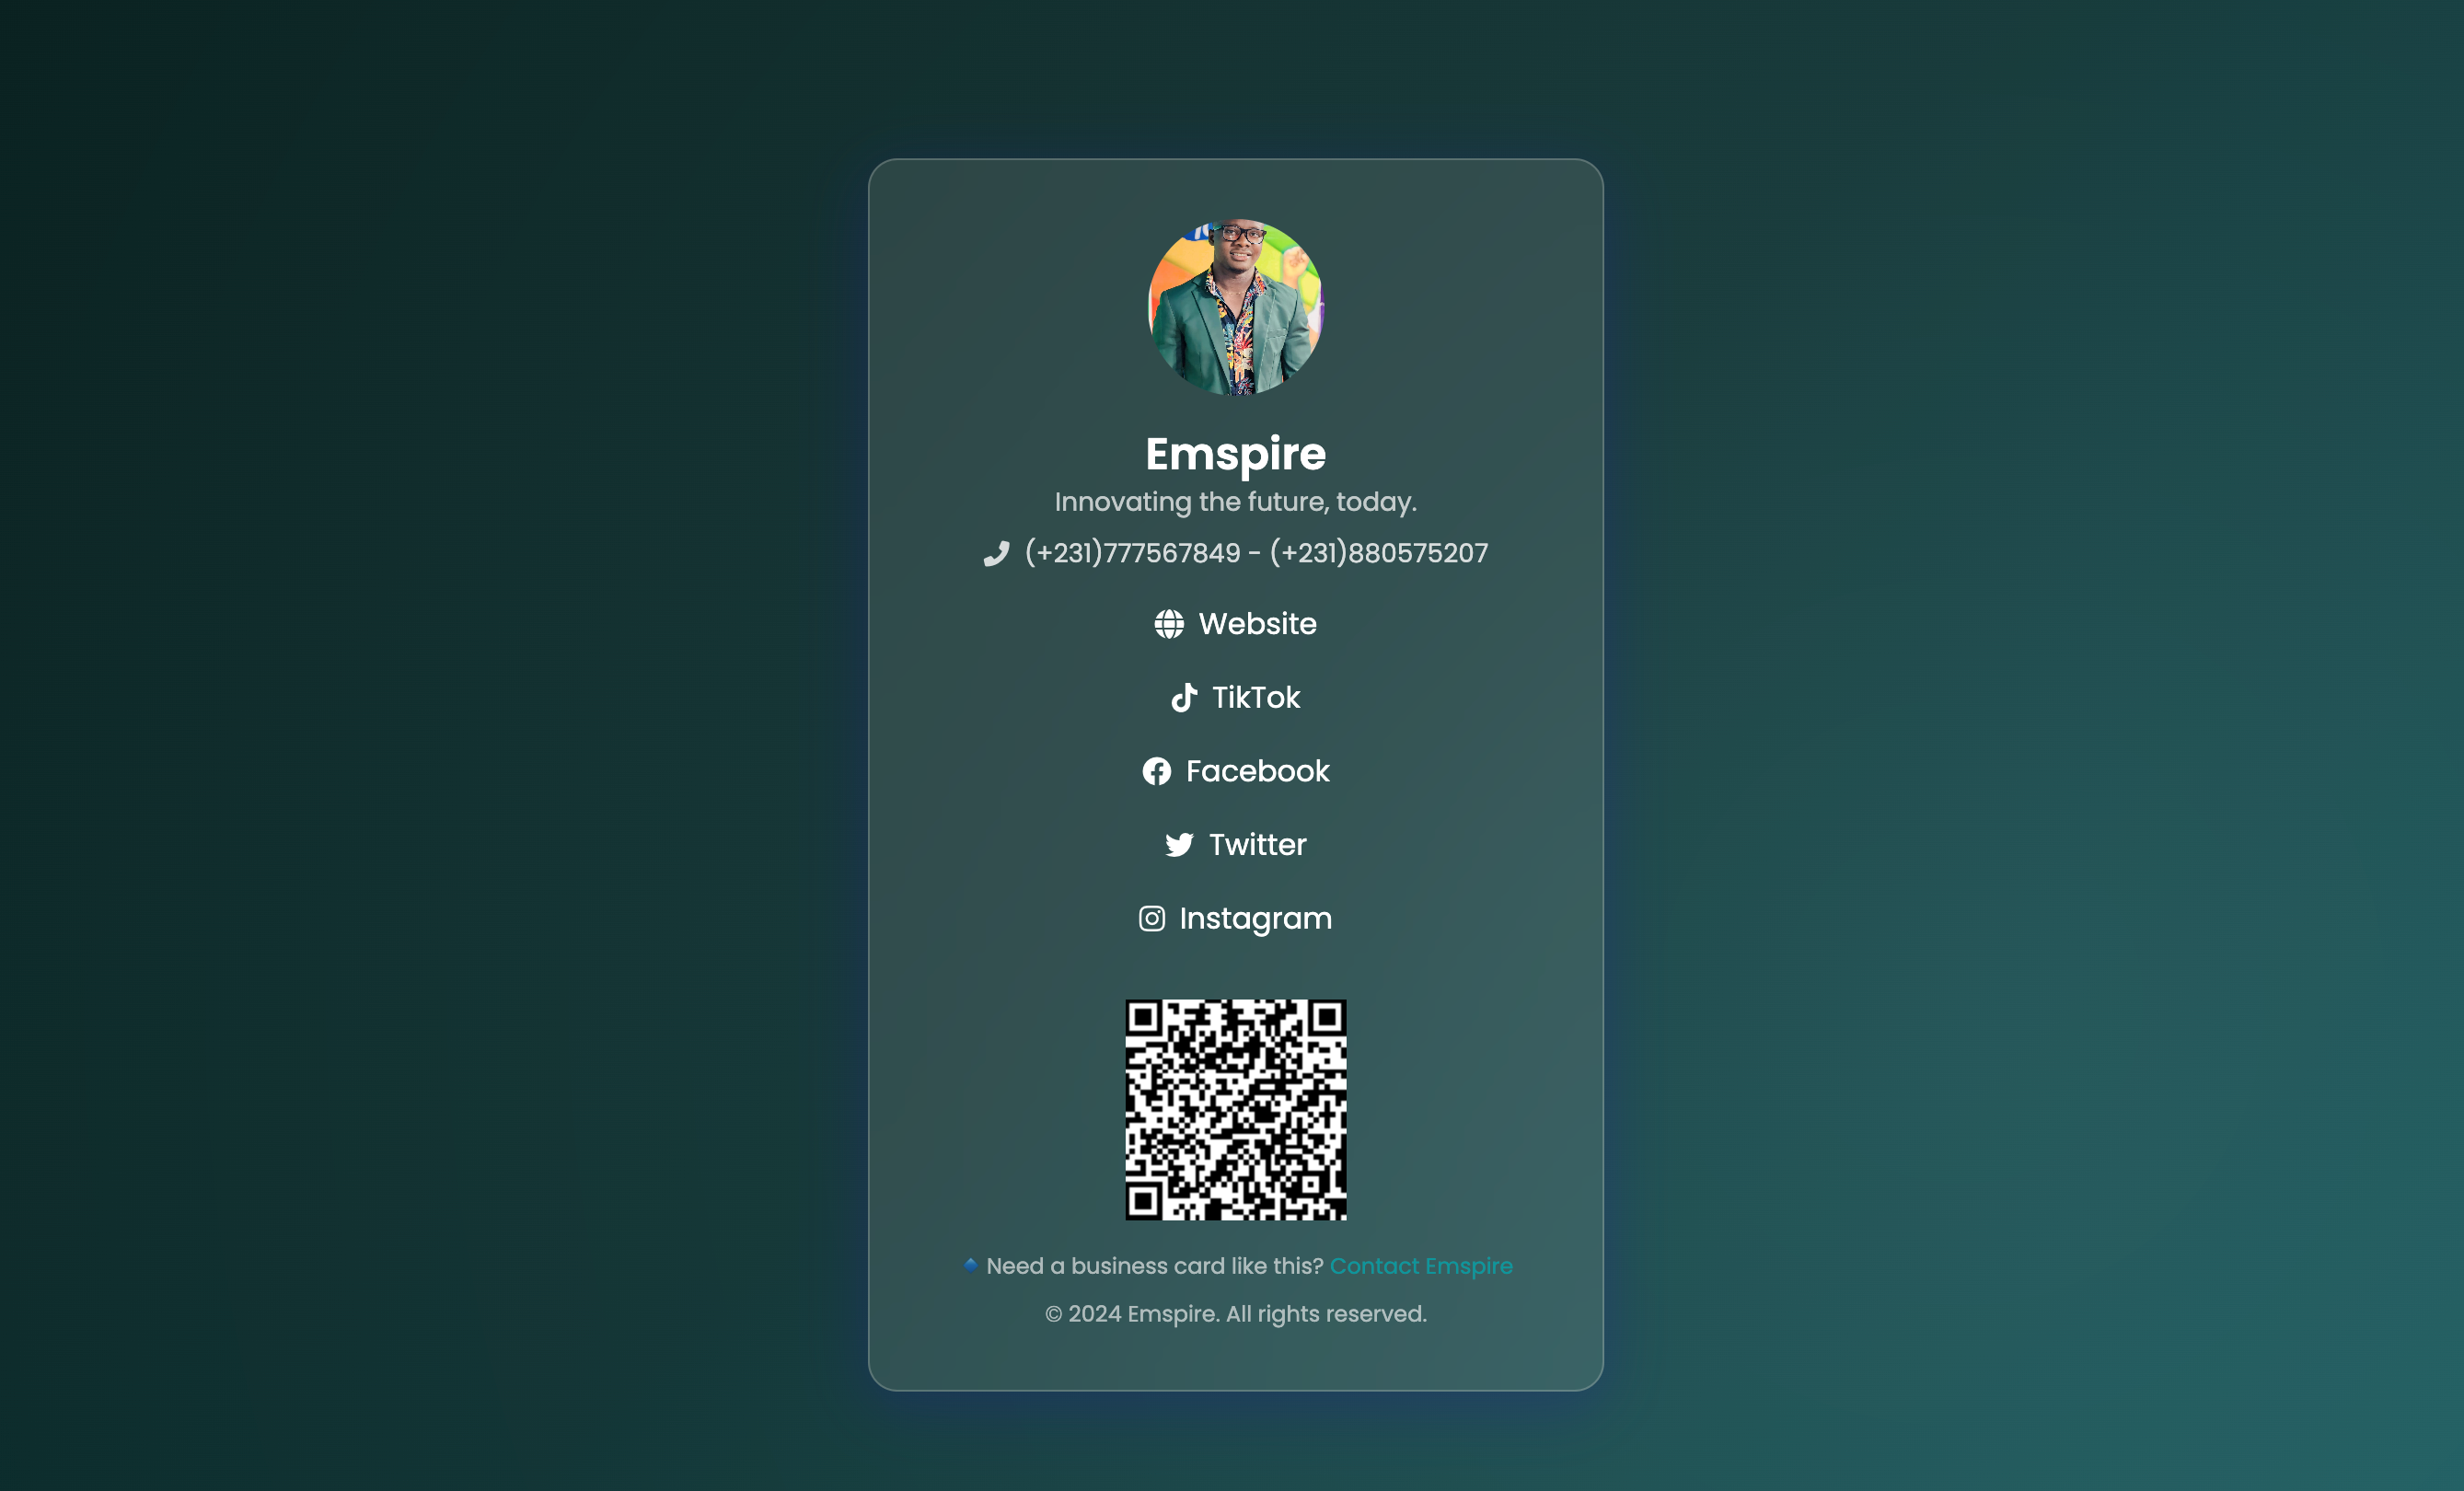 Emspire
Innovating the future, today.
(+231)777567849 - (+231)880575207
Website
TikTok
Facebook
Twitter
Instagram
Need a business card like this? Contact Emspire
© 2024 Emspire. All rights reserved.